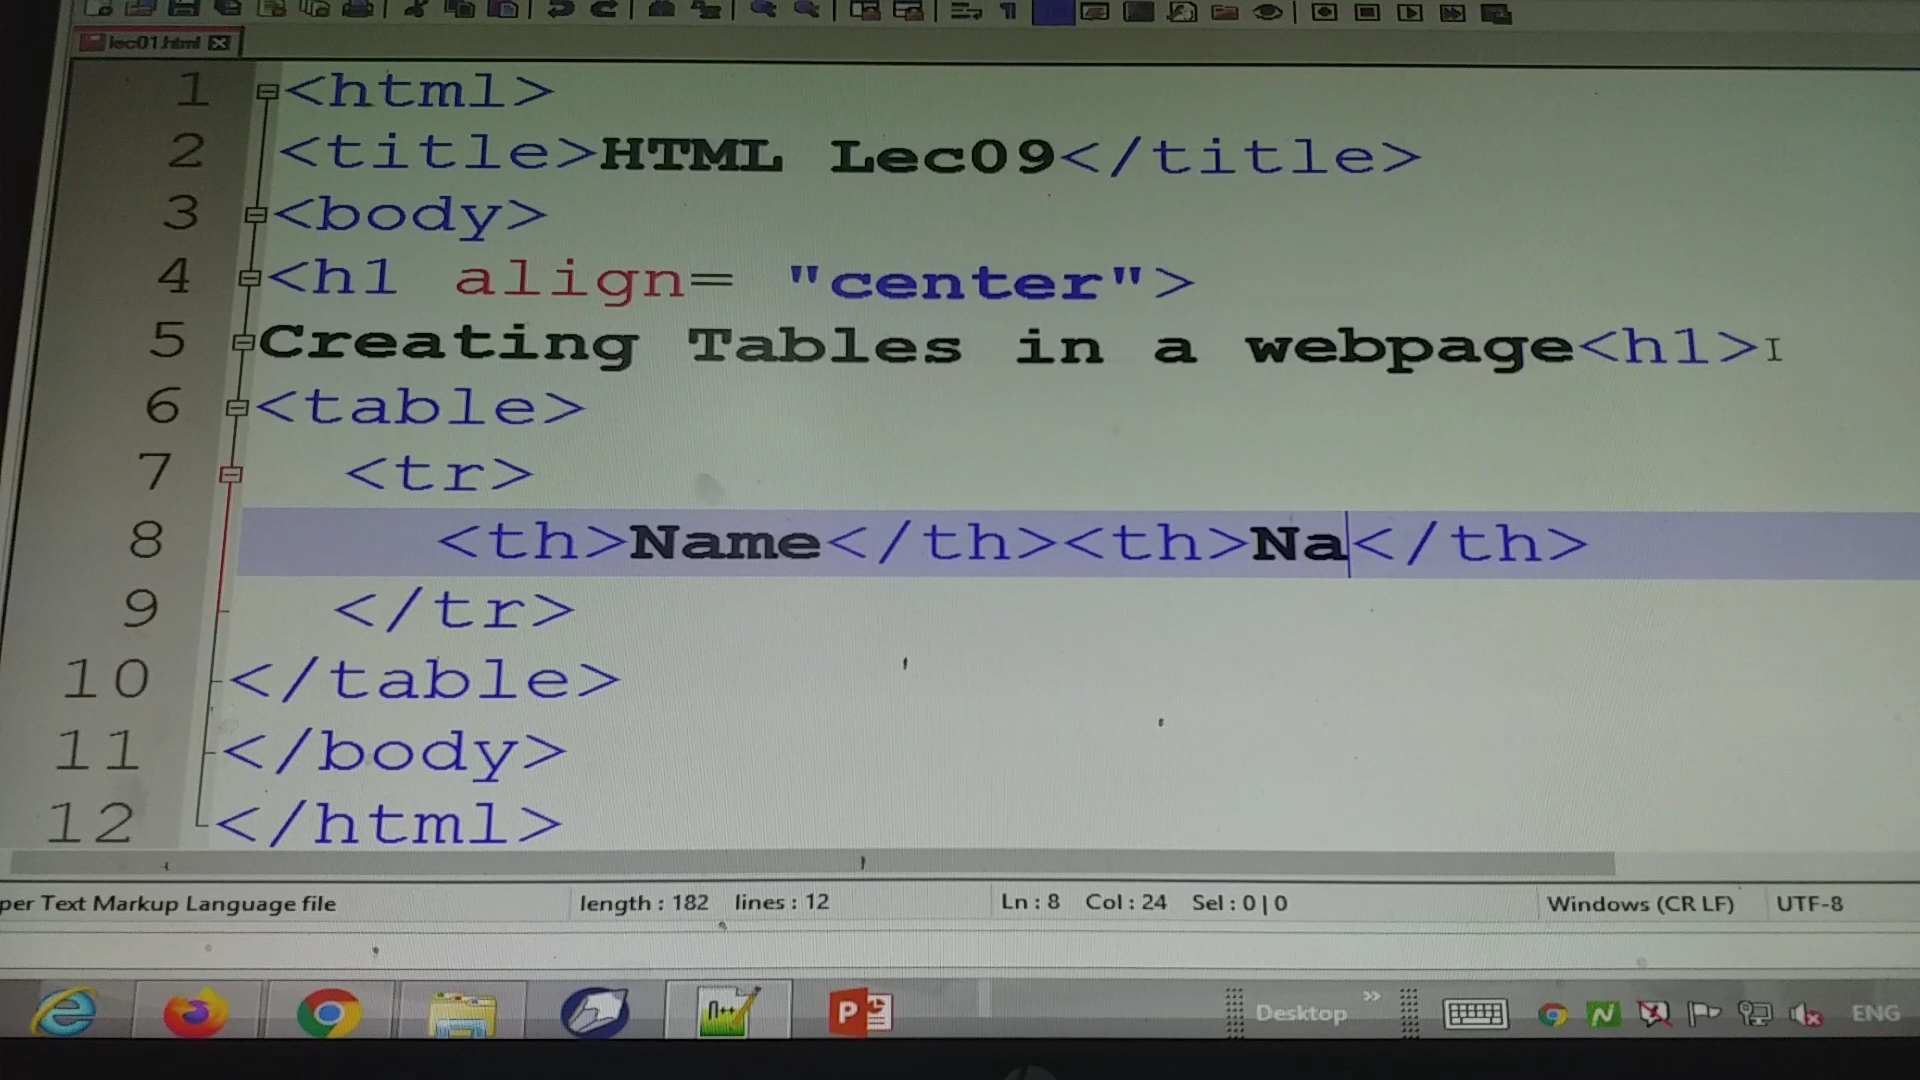 lec01.html
1 <html>
2 <title>HTML Lec09</title>
3 <body>
4 <h1 align= "center">
5 Creating Tables in a webpage<h1>
6 <table>
7 <tr>
8 <th>Name</th><th>Na</th>
9 </tr>
10 </table>
11 </body>
12 </html>
per Text Markup Language file length : 182 lines : 12 Ln : 8 Col : 24 Sel : 0 | 0 Windows (CR LF) UTF-8
Desktop ENG